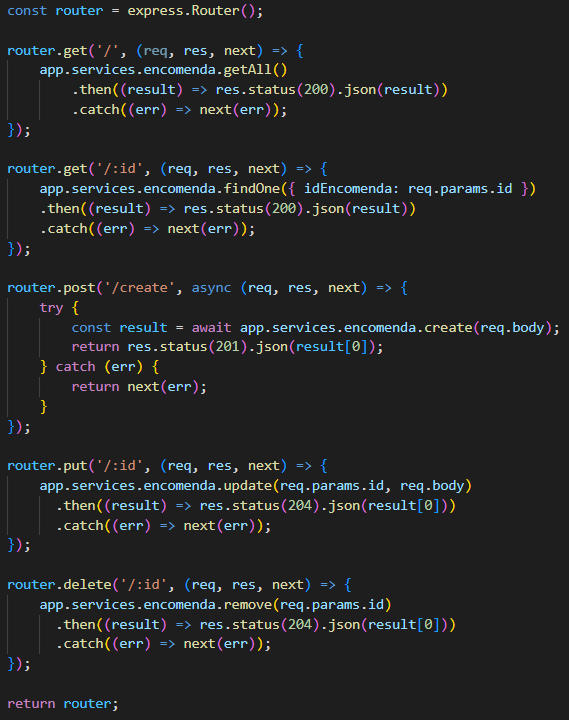 const router = express.Router();
router.get('/', (req, res, next) => {
app.services.encomenda.getAll()
.then((result) => res.status(200).json(result))
.catch((err) => next(err));
});
router.get('/:id', (req, res, next) => {
app.services.encomenda.findOne({ idEncomenda: req.params.id })
.then((result) => res.status(200).json(result))
.catch((err) => next(err));
});
router.post('/create', async (req, res, next) => {
try {
const result = await app.services.encomenda.create(req.body);
return res.status(201).json(result[0]);
} catch (err) {
return next(err);
}
});
router.put('/:id', (req, res, next) => {
app.services.encomenda.update(req.params.id, req.body)
.then((result) => res.status(204).json(result[0]))
.catch((err) => next(err));
});
router.delete('/:id', (req, res, next) => {
app.services.encomenda.remove(req.params.id)
.then((result) => res.status(204).json(result[0]))
.catch((err) => next(err));
});
return router;